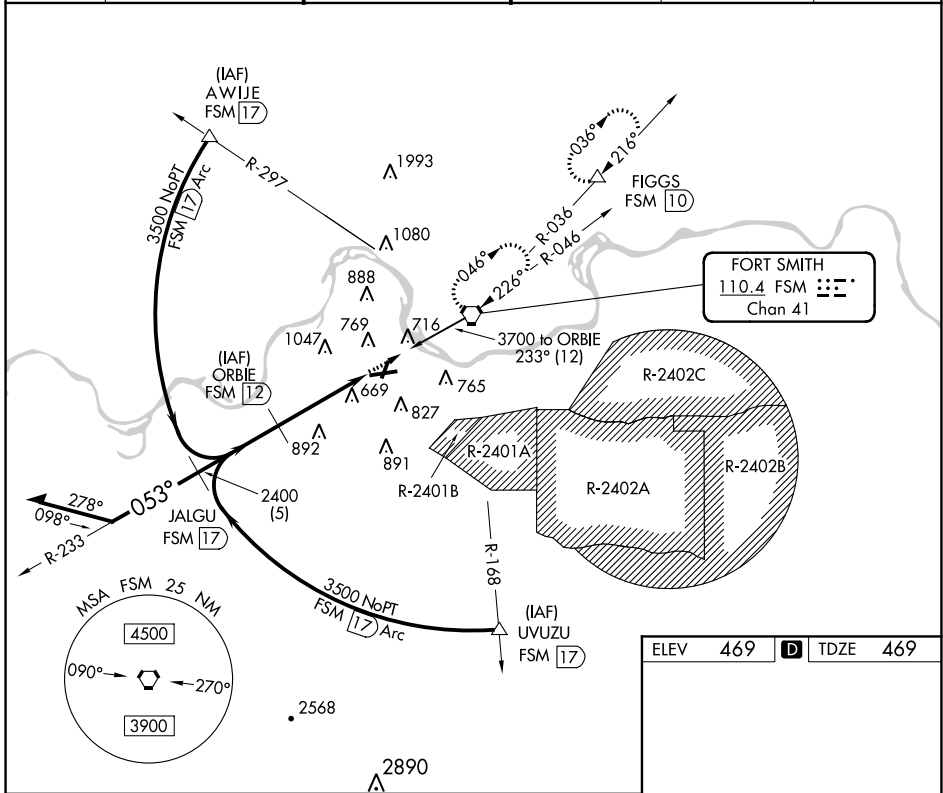 (IAF)
AWIJE
FSM 17
R-297
3500 NoPT
FSM 17 Arc
1993
1080
888
769
1047
716
669
765
827
892
891
036°
216°
FIGGS
FSM 10
R-036
R-046
046°
226°
FORT SMITH
110.4 FSM
Chan 41
3700 to ORBIE
233° (12)
(IAF)
ORBIE
FSM 12
R-2402C
R-2401A
R-2401B
R-2402A
R-2402B
278°
098°
053°
R-233
JALGU
FSM 17
2400
(5)
R-168
3500 NoPT
FSM 17 Arc
(IAF)
UVUZU
FSM 17
MSA FSM 25 NM
4500
090°
270°
3900
2568
2890
ELEV 469 D TDZE 469